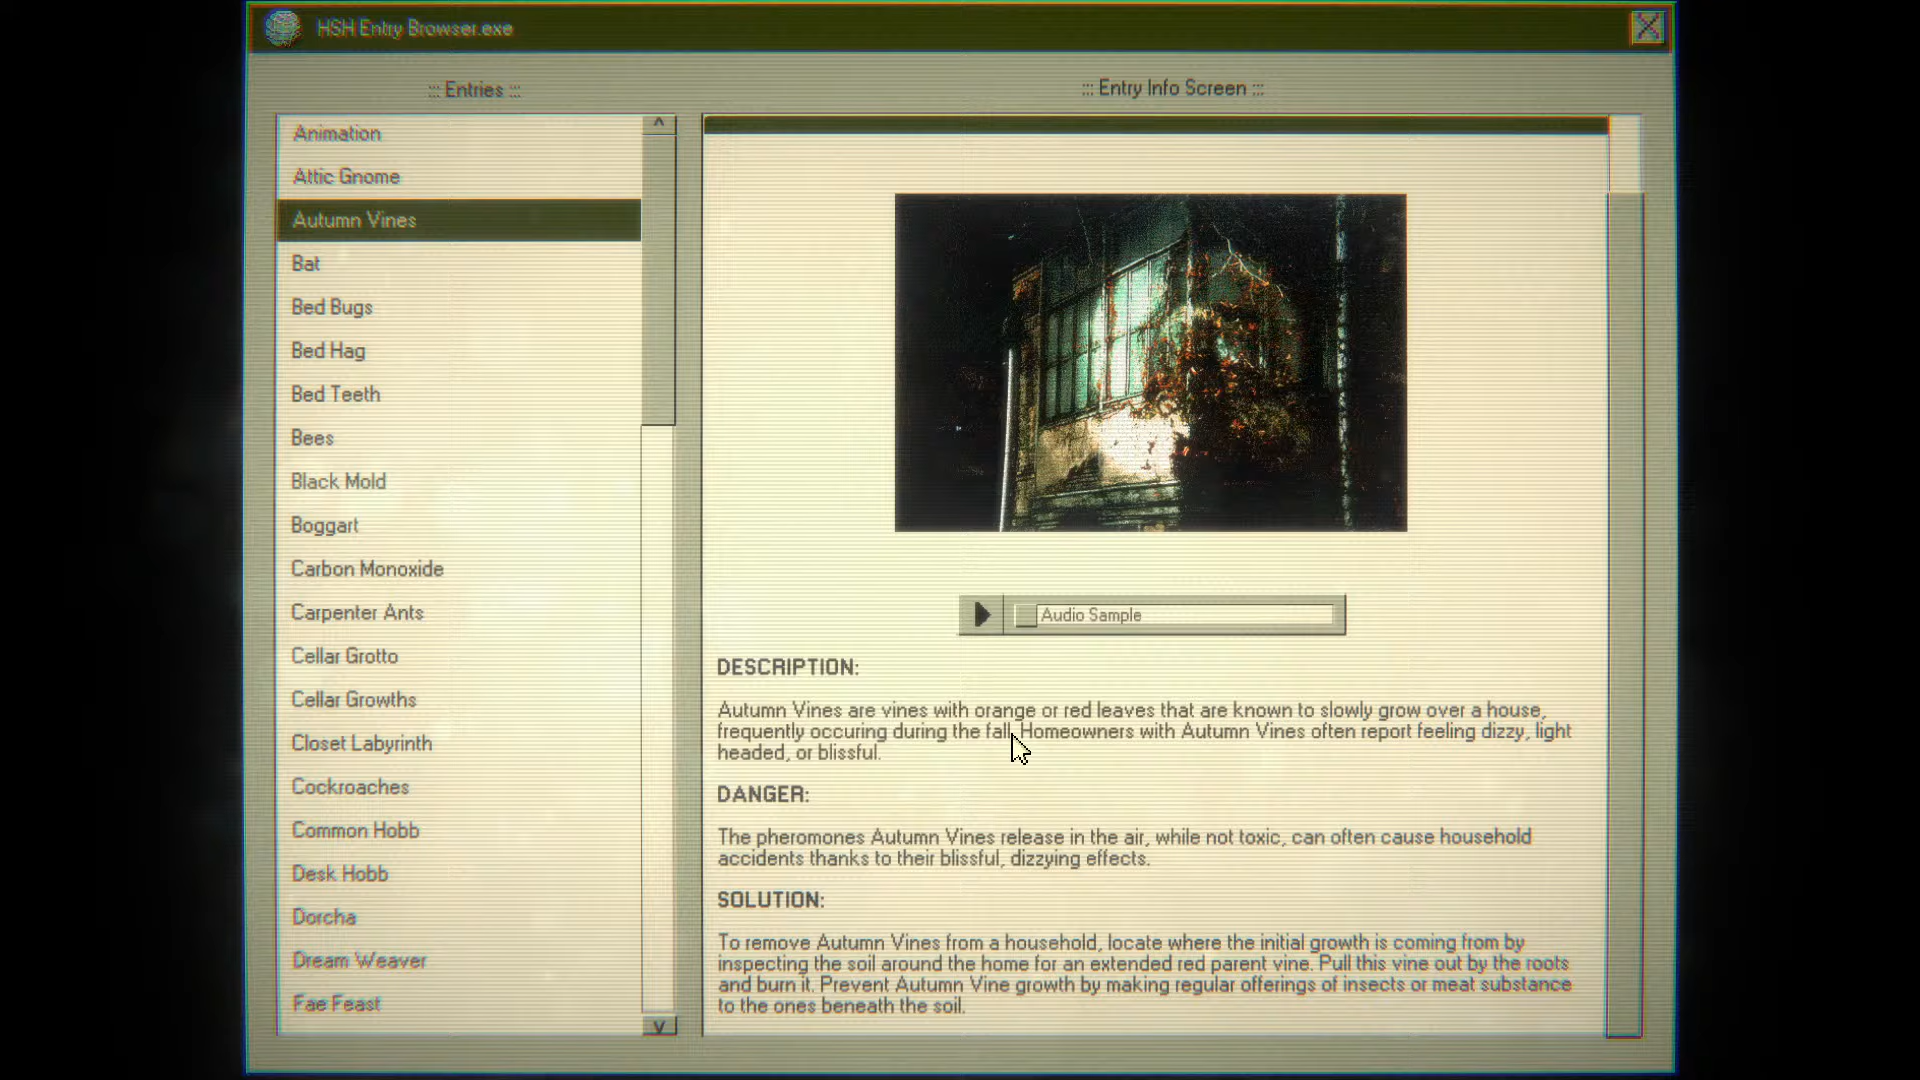 HSH Entry Browser.exe
::: Entries :::
Animation
Attic Gnome
Autumn Vines
Bat
Bed Bugs
Bed Hag
Bed Teeth
Bees
Black Mold
Boggart
Carbon Monoxide
Carpenter Ants
Cellar Grotto
Cellar Growths
Closet Labyrinth
Cockroaches
Common Hobb
Desk Hobb
Dorcha
Dream Weaver
Fae Feast
::: Entry Info Screen :::
Audio Sample
DESCRIPTION:
Autumn Vines are vines with orange or red leaves that are known to slowly grow over a house,
frequently occuring during the fall. Homeowners with Autumn Vines often report feeling dizzy, light
headed, or blissful.
DANGER:
The pheromones Autumn Vines release in the air, while not toxic, can often cause household
accidents thanks to their blissful, dizzying effects.
SOLUTION:
To remove Autumn Vines from a household, locate where the initial growth is coming from by
inspecting the soil around the home for an extended red parent vine. Pull this vine out by the roots
and burn it. Prevent Autumn Vine growth by making regular offerings of insects or meat substance
to the ones beneath the soil.